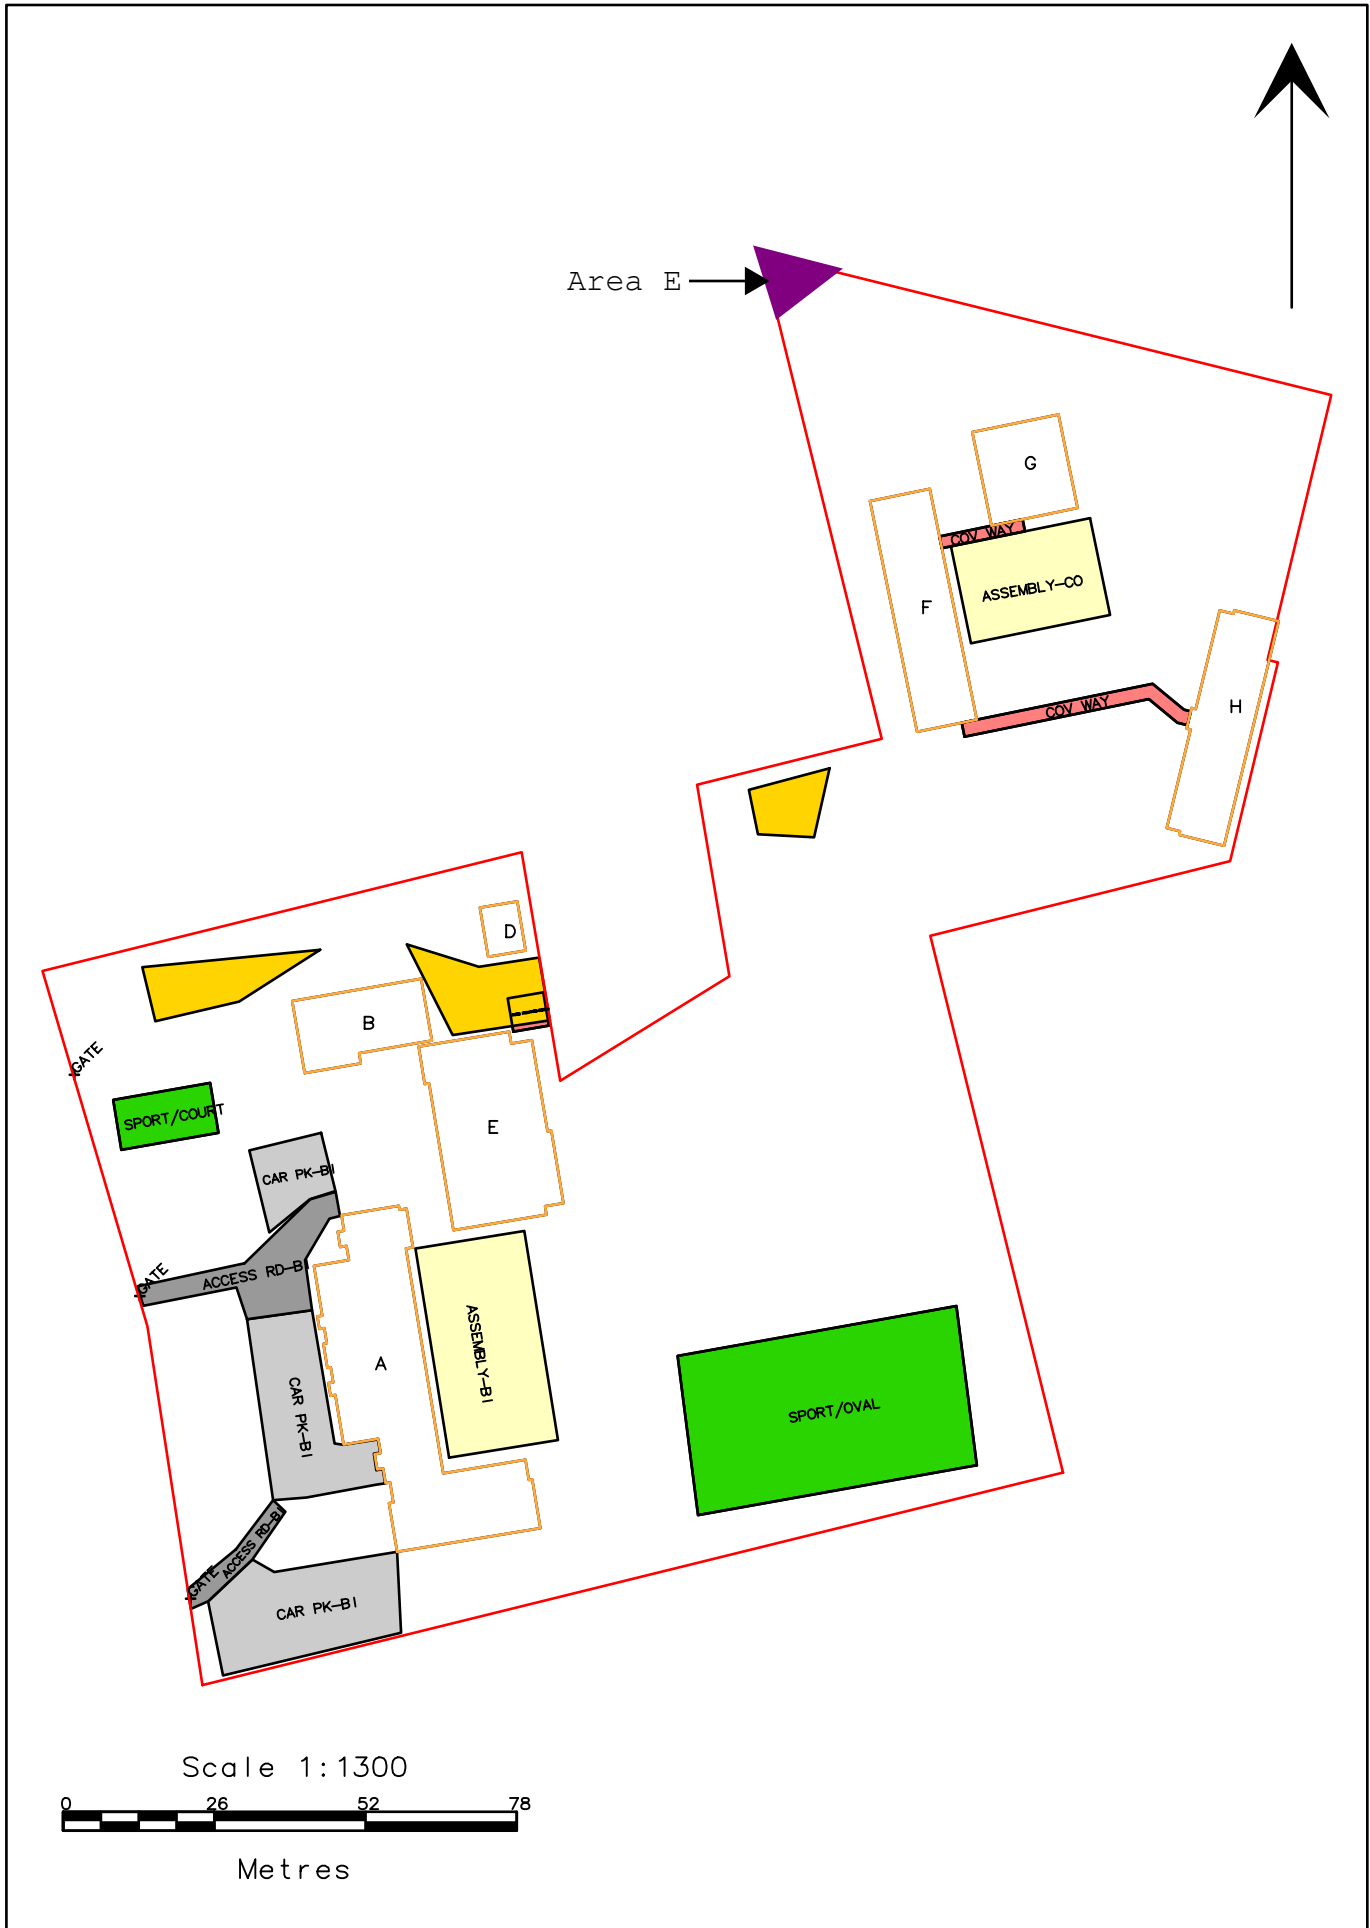 Area E
G
COV WAY
ASSEMBLY-CO
F
COV WAY
H
D
B
GATE
SPORT/COURT
E
CAR PK-BI
ACCESS RD-BI
GATE
ASSEMBLY-BI
A
CAR PK-BI
SPORT/OVAL
ACCESS RD-BI
GATE
CAR PK-BI
Scale 1:1300
0 26 52 78
Metres